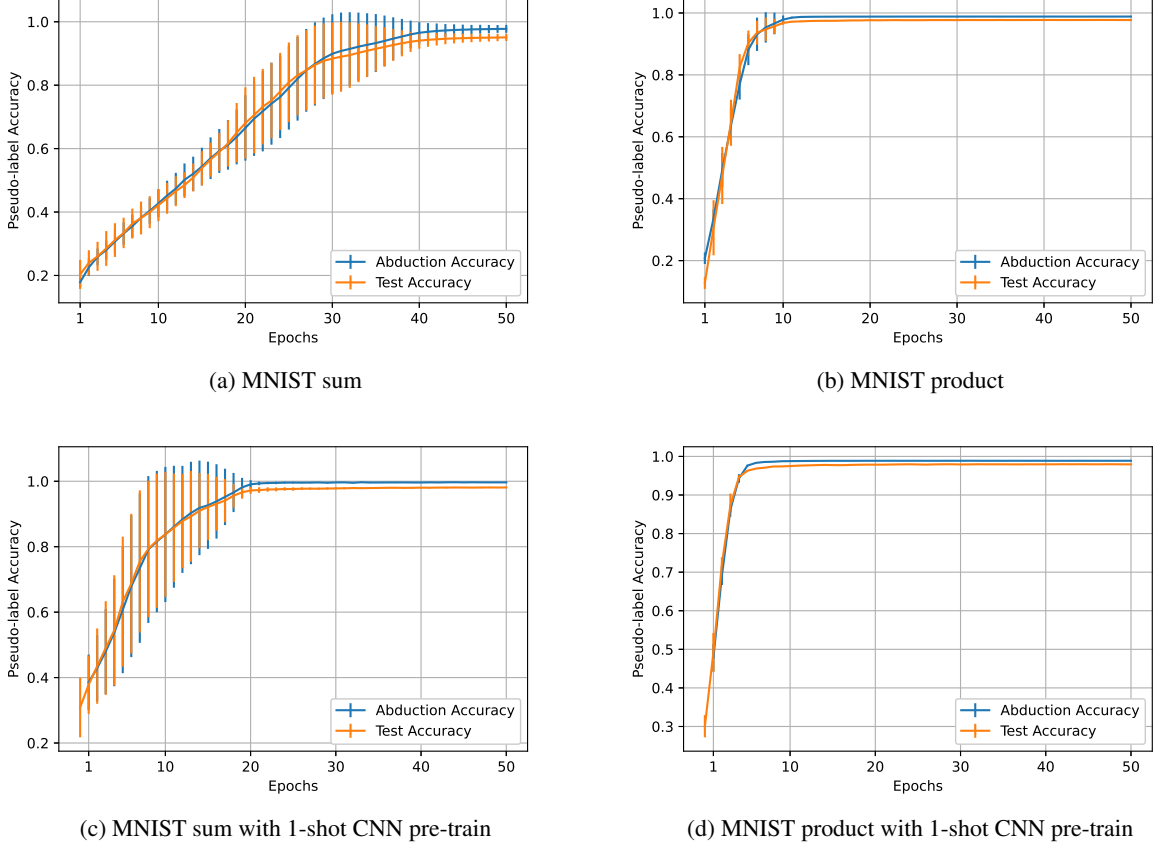 1.0
0.8
0.6
0.4
0.2
Pseudo-label Accuracy
Abduction Accuracy
Test Accuracy
1 10 20 30 40 50
Epochs
(a) MNIST sum
1.0
0.8
0.6
0.4
0.2
Pseudo-label Accuracy
Abduction Accuracy
Test Accuracy
1 10 20 30 40 50
Epochs
(b) MNIST product
1.0
0.8
0.6
0.4
0.2
Pseudo-label Accuracy
Abduction Accuracy
Test Accuracy
1 10 20 30 40 50
Epochs
(c) MNIST sum with 1-shot CNN pre-train
1.0
0.9
0.8
0.7
0.6
0.5
0.4
0.3
Pseudo-label Accuracy
Abduction Accuracy
Test Accuracy
1 10 20 30 40 50
Epochs
(d) MNIST product with 1-shot CNN pre-train